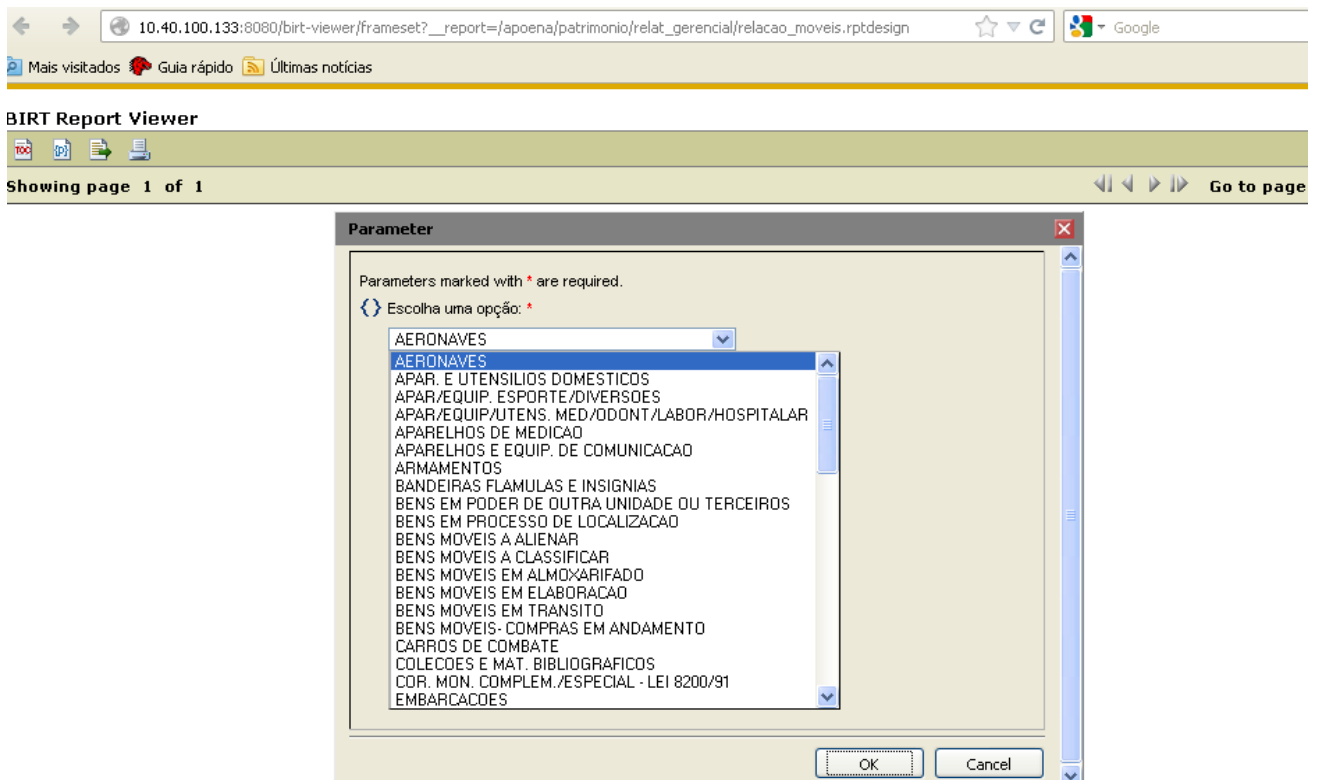 10.40.100.133:8080/birt-viewer/frameset?__report=/apoena/patrimonio/relat_gerencial/relacao_moveis.rptdesign
Google
Mais visitados Guia rápido Últimas notícias
BIRT Report Viewer
TOC
Showing page 1 of 1
Go to page
Parameter
Parameters marked with * are required.
{} Escolha uma opção: *
AERONAVES
AERONAVES
APAR. E UTENSILIOS DOMESTICOS
APAR/EQUIP. ESPORTE/DIVERSOES
APAR/EQUIP/UTENS. MED/ODONT/LABOR/HOSPITALAR
APARELHOS DE MEDICAO
APARELHOS E EQUIP. DE COMUNICACAO
ARMAMENTOS
BANDEIRAS FLAMULAS E INSIGNIAS
BENS EM PODER DE OUTRA UNIDADE OU TERCEIROS
BENS EM PROCESSO DE LOCALIZACAO
BENS MOVEIS A ALIENAR
BENS MOVEIS A CLASSIFICAR
BENS MOVEIS EM ALMOXARIFADO
BENS MOVEIS EM ELABORACAO
BENS MOVEIS EM TRANSITO
BENS MOVEIS- COMPRAS EM ANDAMENTO
CARROS DE COMBATE
COLECOES E MAT. BIBLIOGRAFICOS
COR. MON. COMPLEM./ESPECIAL - LEI 8200/91
EMBARCACOES
OK Cancel